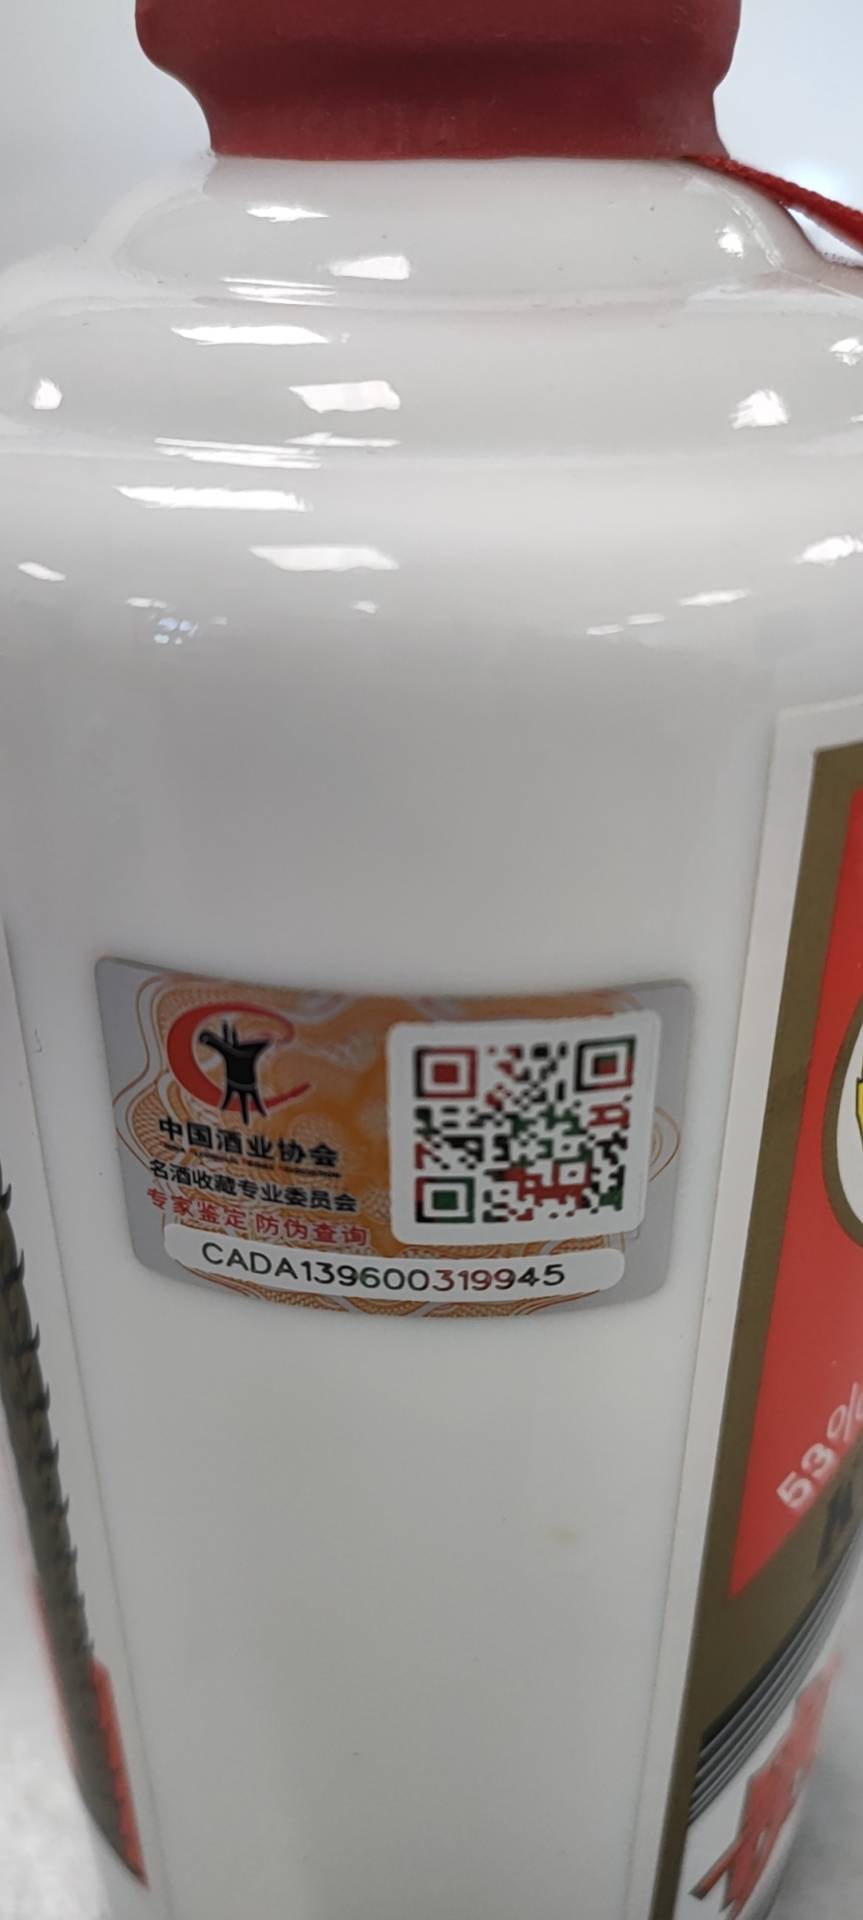 中国酒业协会
名酒收藏专业委员会
专家鉴定 防伪查询
CADA139600319945
53%